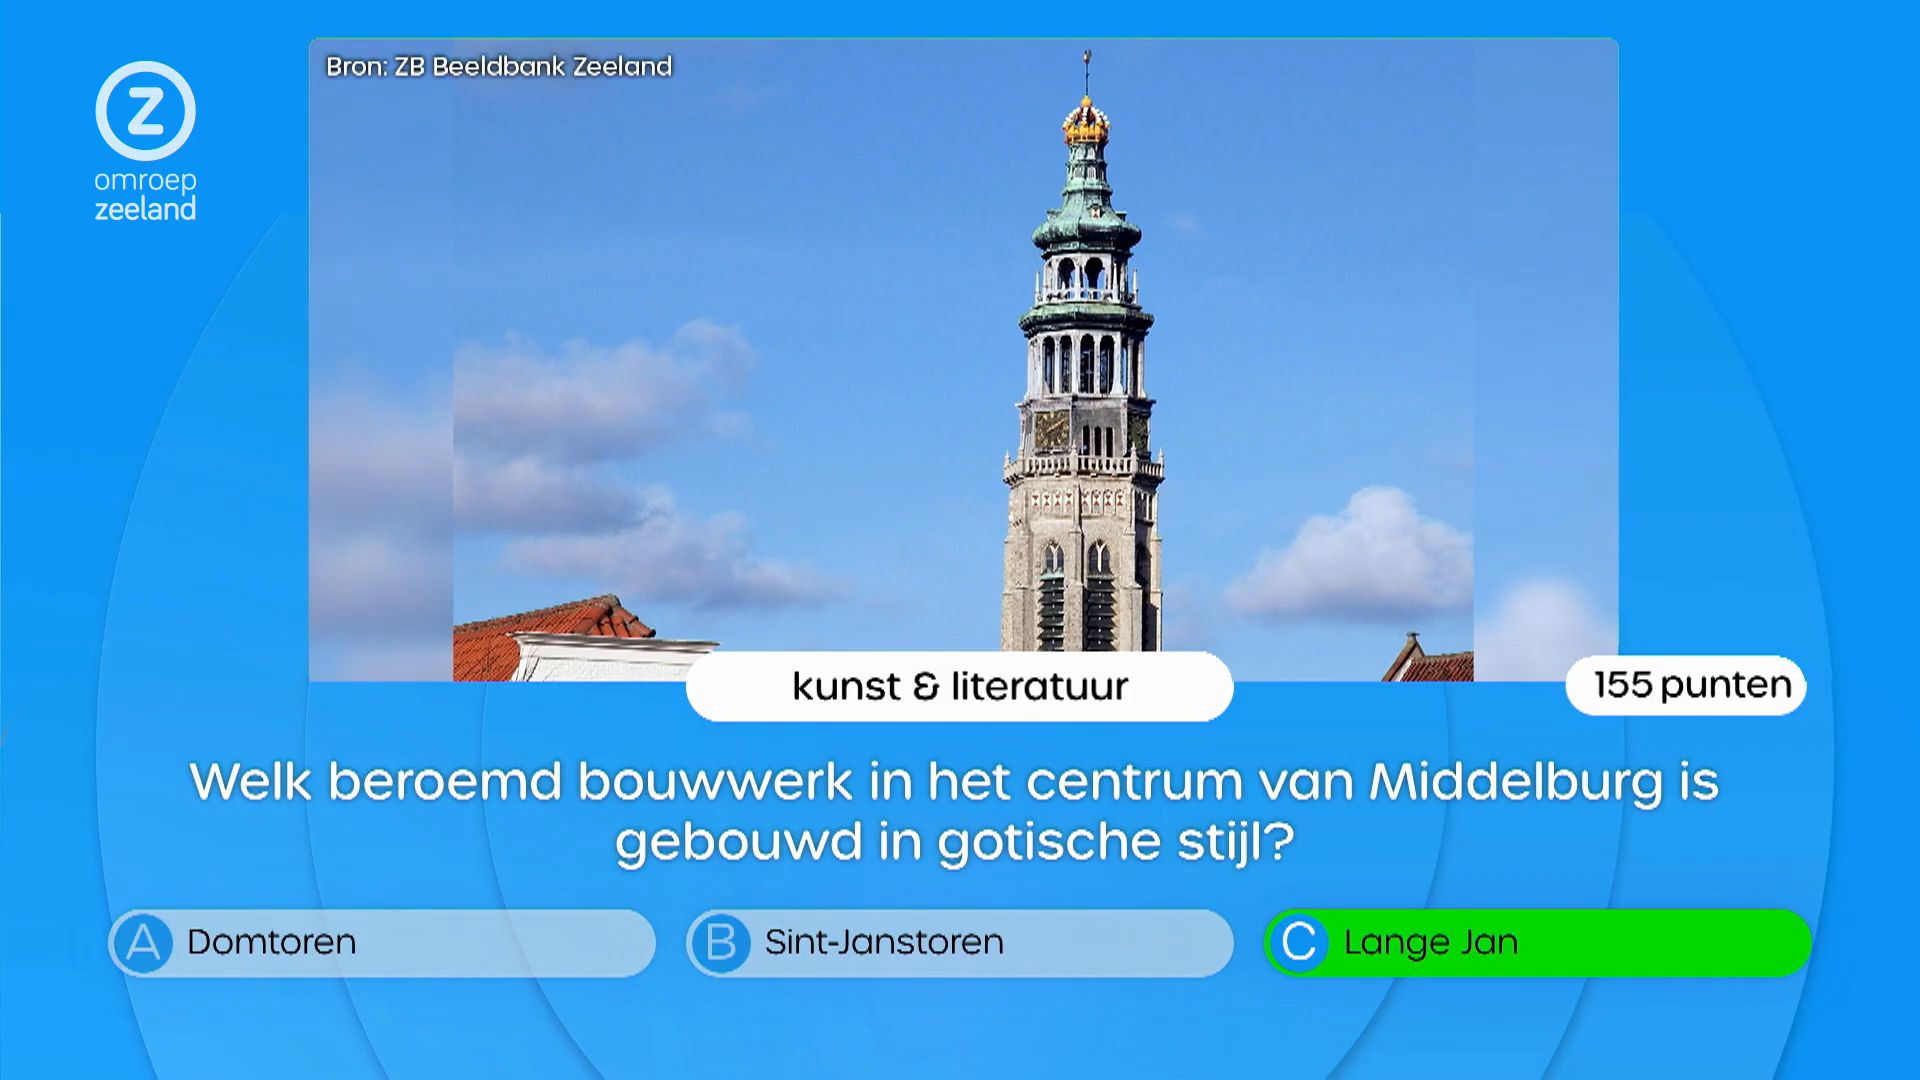 Bron: ZB Beeldbank Zeeland
Z
omroep
zeeland
kunst & literatuur
155 punten
Welk beroemd bouwwerk in het centrum van Middelburg is
gebouwd in gotische stijl?
A Domtoren
B Sint-Janstoren
C Lange Jan